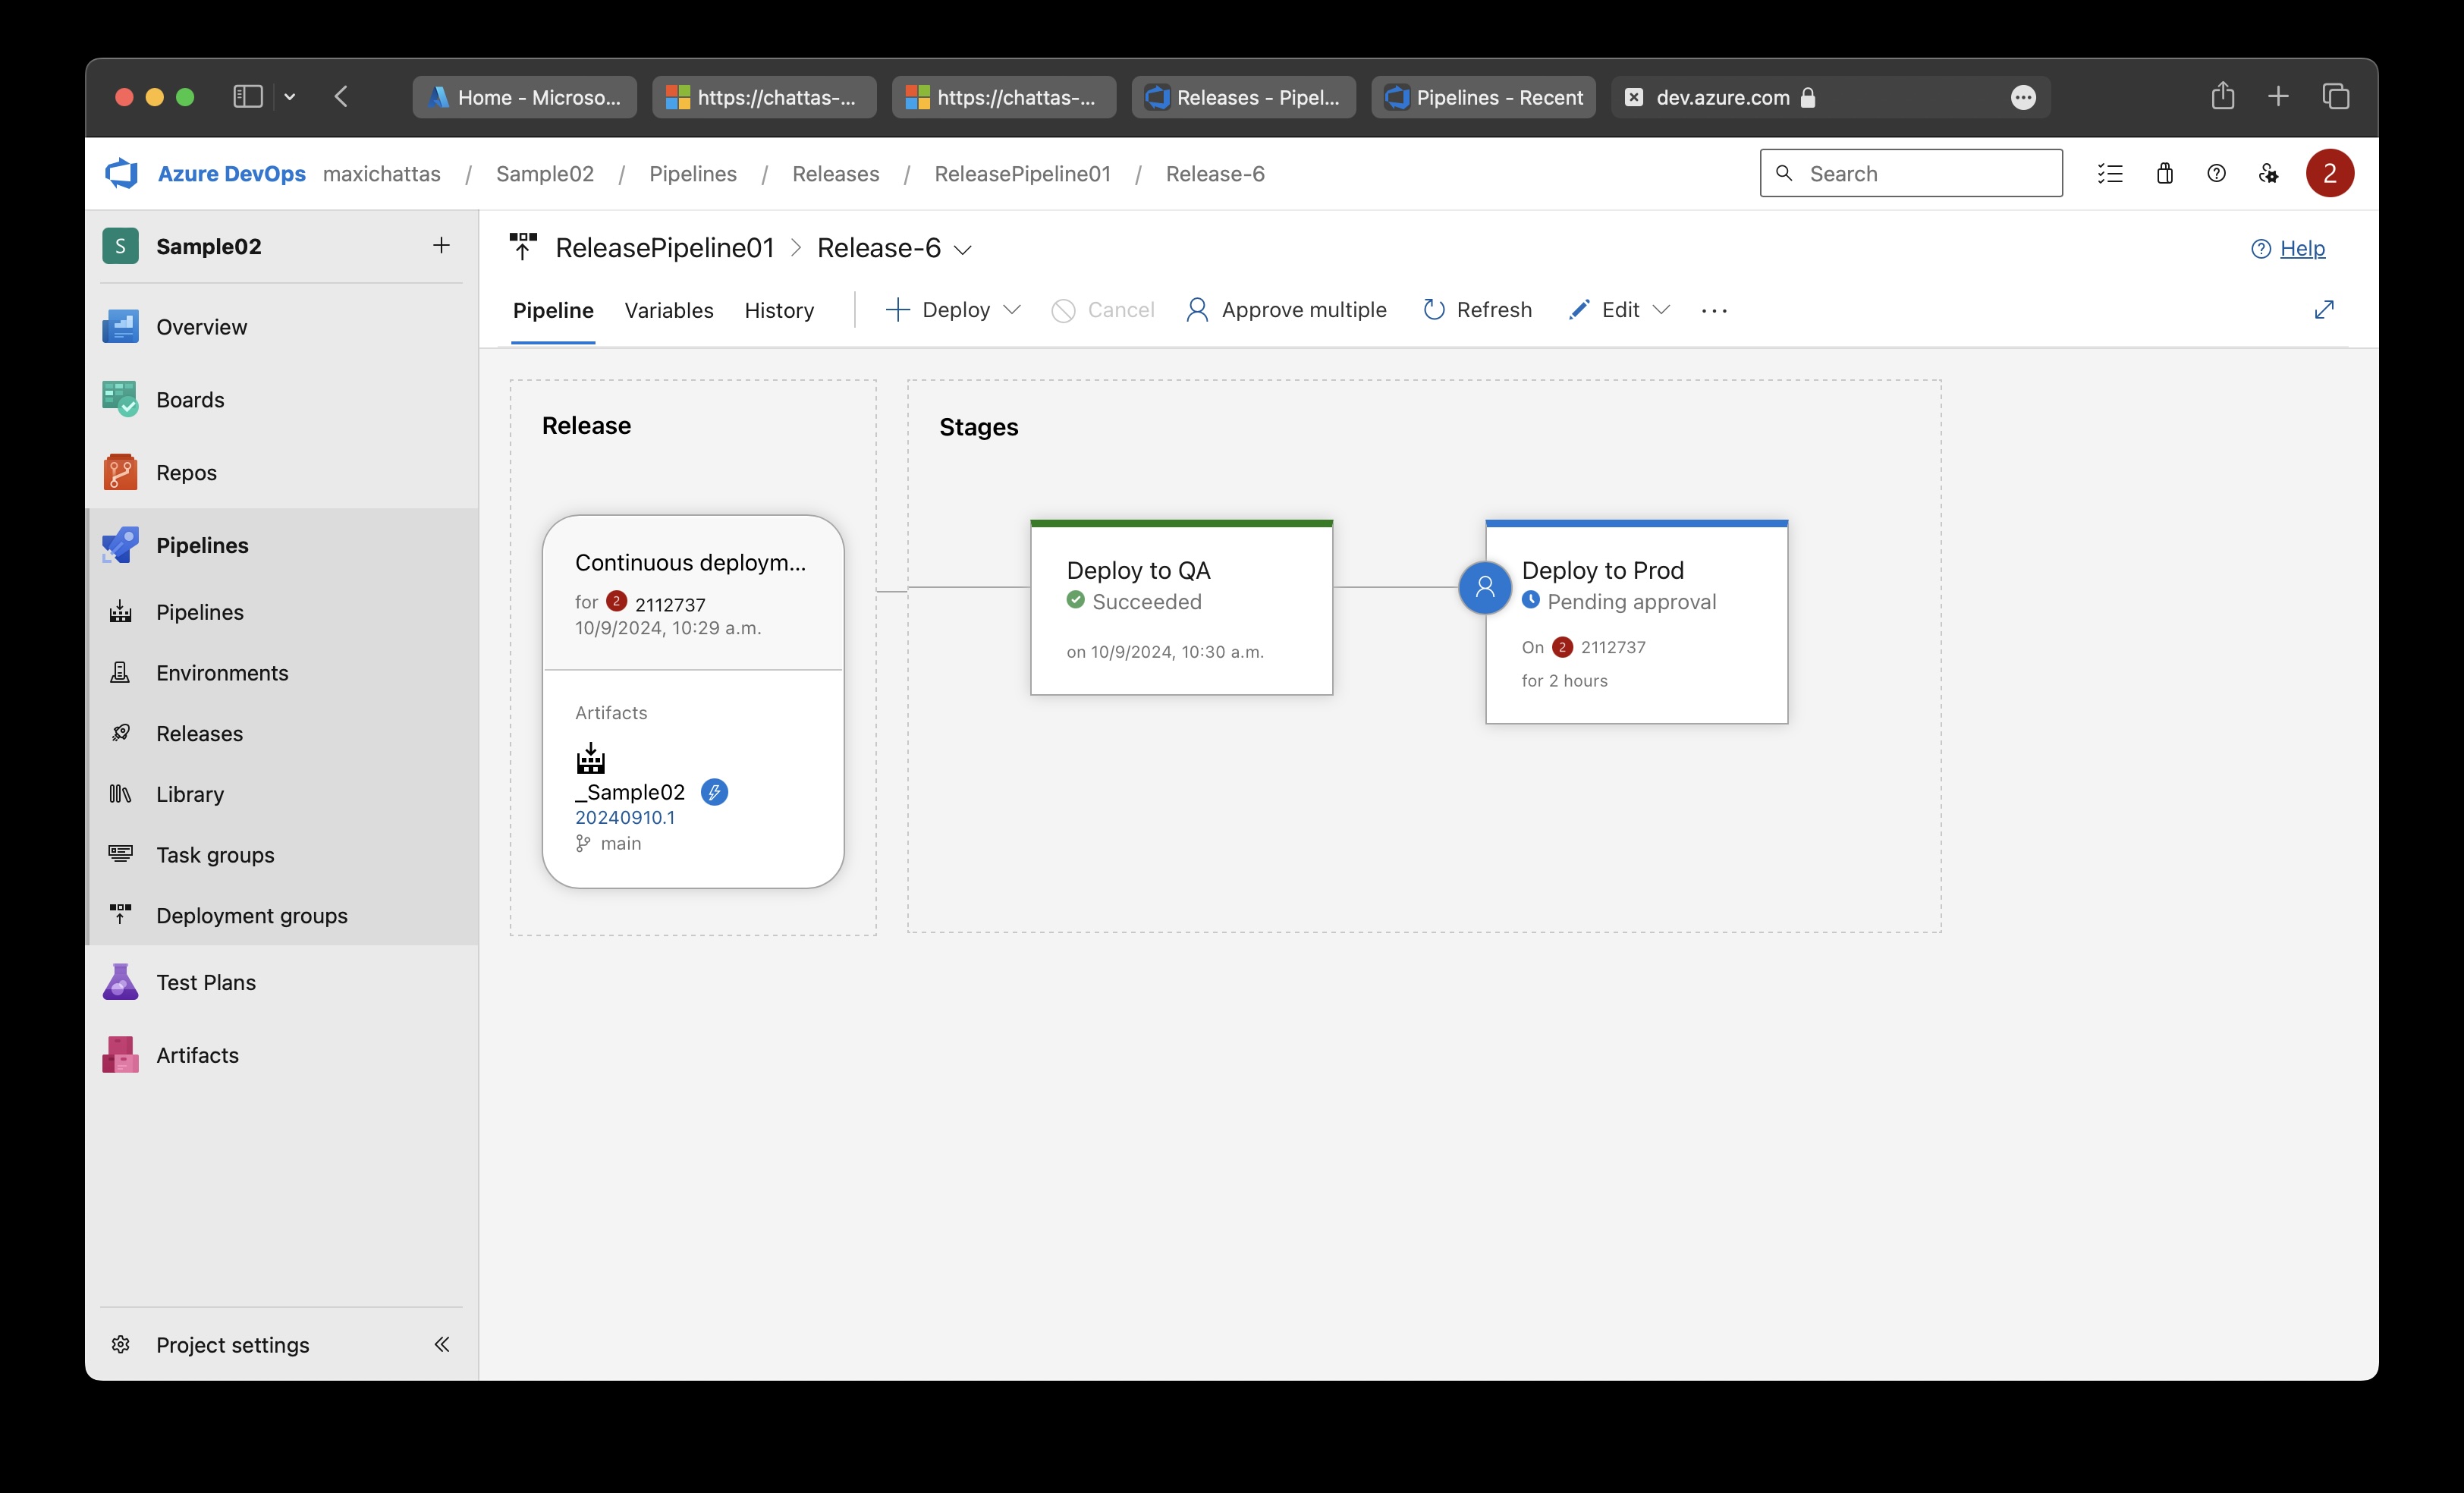 Home - Microso...
https://chattas-...
https://chattas-...
Releases - Pipel...
Pipelines - Recent
dev.azure.com
Azure DevOps maxichattas / Sample02 / Pipelines / Releases / ReleasePipeline01 / Release-6
Search
2
S Sample02
Overview
Boards
Repos
Pipelines
Pipelines
Environments
Releases
Library
Task groups
Deployment groups
Test Plans
Artifacts
Project settings
ReleasePipeline01 > Release-6
Help
Pipeline Variables History Deploy Cancel Approve multiple Refresh Edit ...
Release
Continuous deploym...
for 2 2112737
10/9/2024, 10:29 a.m.
Artifacts
_Sample02
20240910.1
main
Stages
Deploy to QA
Succeeded
on 10/9/2024, 10:30 a.m.
Deploy to Prod
Pending approval
On 2 2112737
for 2 hours